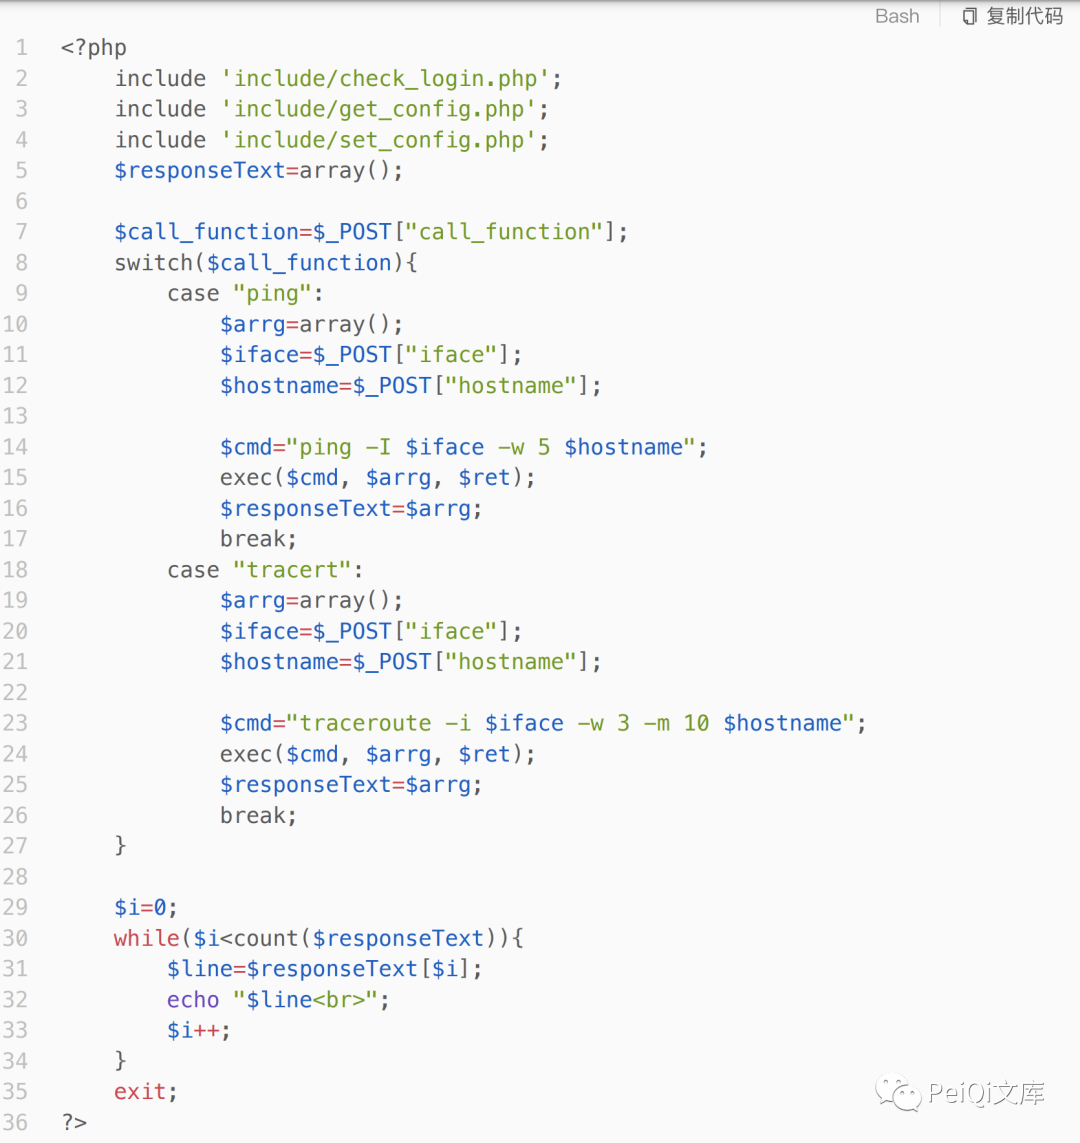 Bash 复制代码
1 <?php
2 include 'include/check_login.php';
3 include 'include/get_config.php';
4 include 'include/set_config.php';
5 $responseText=array();
6
7 $call_function=$_POST["call_function"];
8 switch($call_function){
9 case "ping":
10 $arrg=array();
11 $iface=$_POST["iface"];
12 $hostname=$_POST["hostname"];
13
14 $cmd="ping -I $iface -w 5 $hostname";
15 exec($cmd, $arrg, $ret);
16 $responseText=$arrg;
17 break;
18 case "tracert":
19 $arrg=array();
20 $iface=$_POST["iface"];
21 $hostname=$_POST["hostname"];
22
23 $cmd="traceroute -i $iface -w 3 -m 10 $hostname";
24 exec($cmd, $arrg, $ret);
25 $responseText=$arrg;
26 break;
27 }
28
29 $i=0;
30 while($i<count($responseText)){
31 $line=$responseText[$i];
32 echo "$line<br>";
33 $i++;
34 }
35 exit;
PeiQi文库
36 ?>